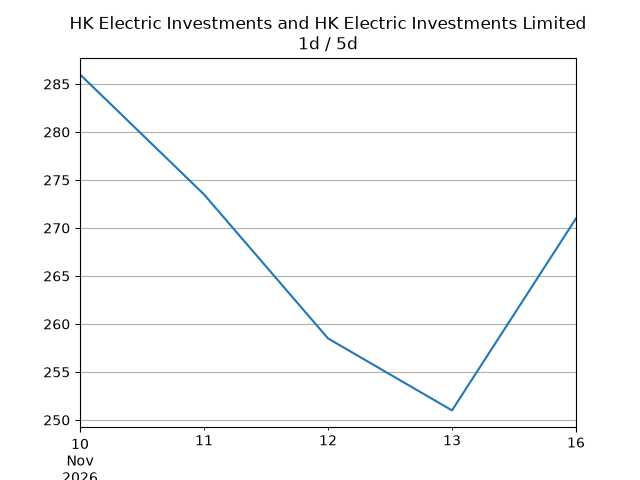 HK Electric Investments and HK Electric Investments Limited
1d / 5d
285
280
275
270
265
260
255
250
10 11 12 13 16
Nov
2026